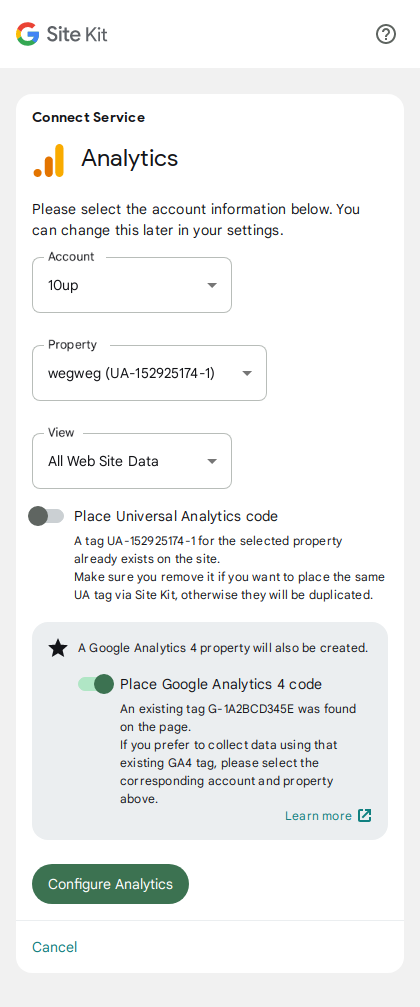 Site Kit
Connect Service
Analytics
Please select the account information below. You
can change this later in your settings.
Account
10up
Property
wegweg (UA-152925174-1)
View
All Web Site Data
Place Universal Analytics code
A tag UA-152925174-1 for the selected property
already exists on the site.
Make sure you remove it if you want to place the same
UA tag via Site Kit, otherwise they will be duplicated.
A Google Analytics 4 property will also be created.
Place Google Analytics 4 code
An existing tag G-1A2BCD345E was found
on the page.
If you prefer to collect data using that
existing GA4 tag, please select the
corresponding account and property
above.
Learn more
Configure Analytics
Cancel